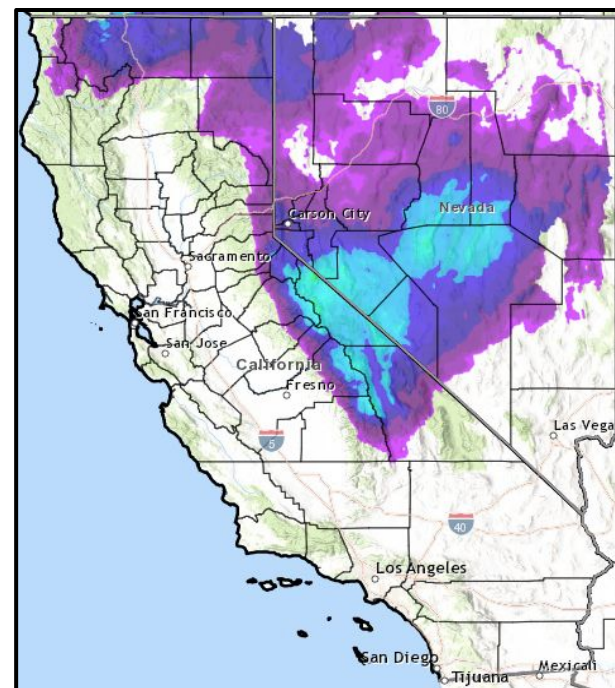 80
Carson City
Nevada
Sacramento
San Francisco
San Jose
California
Fresno
5
Las Vega
40
Los Angeles
San Diego
Tijuana
Mexicali